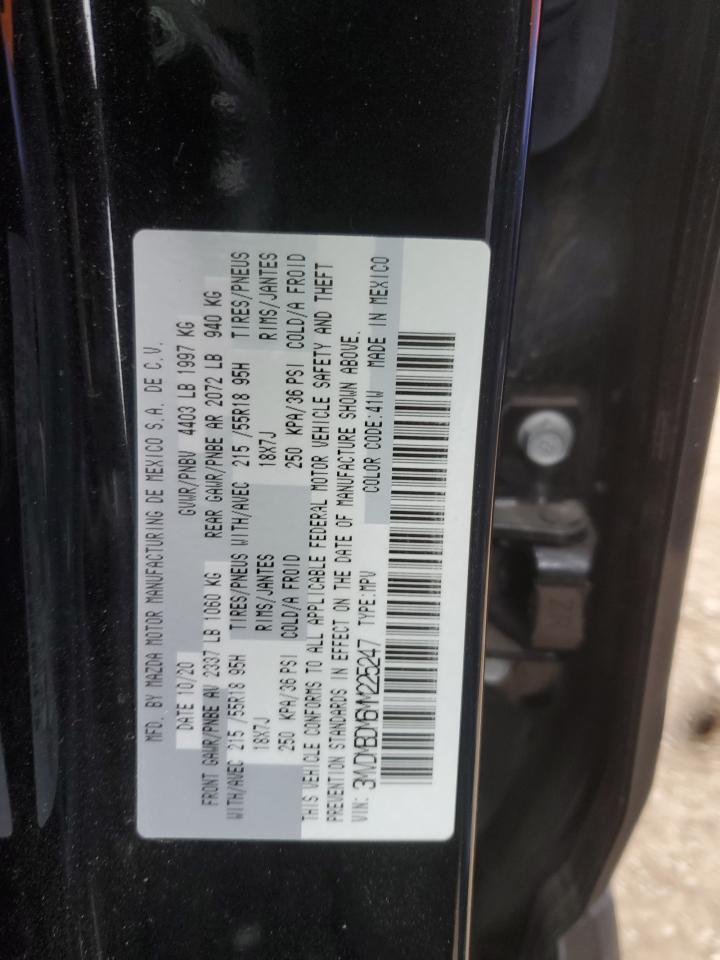 MFD. BY MAZDA MOTOR MANUFACTURING DE MEXICO S.A. DE C.V.
DATE 10/20 GVWR/PNBV 4403 LB 1997 KG
FRONT GAWR/PNBE AV 2337 LB 1060 KG REAR GAWR/PNBE AR 2072 LB 940 KG
WITH/AVEC 215 /55R18 95H TIRES/PNEUS WITH/AVEC 215 /55R18 95H TIRES/PNEUS
18X7J RIMS/JANTES 18X7J RIMS/JANTES
250 KPA/36 PSI COLD/A FROID 250 KPA/36 PSI COLD/A FROID
THIS VEHICLE CONFORMS TO ALL APPLICABLE FEDERAL MOTOR VEHICLE SAFETY AND THEFT
PREVENTION STANDARDS IN EFFECT ON THE DATE OF MANUFACTURE SHOWN ABOVE.
VIN: 3MVDMBDM6MM225247 TYPE:MPV COLOR CODE:41W MADE IN MEXICO